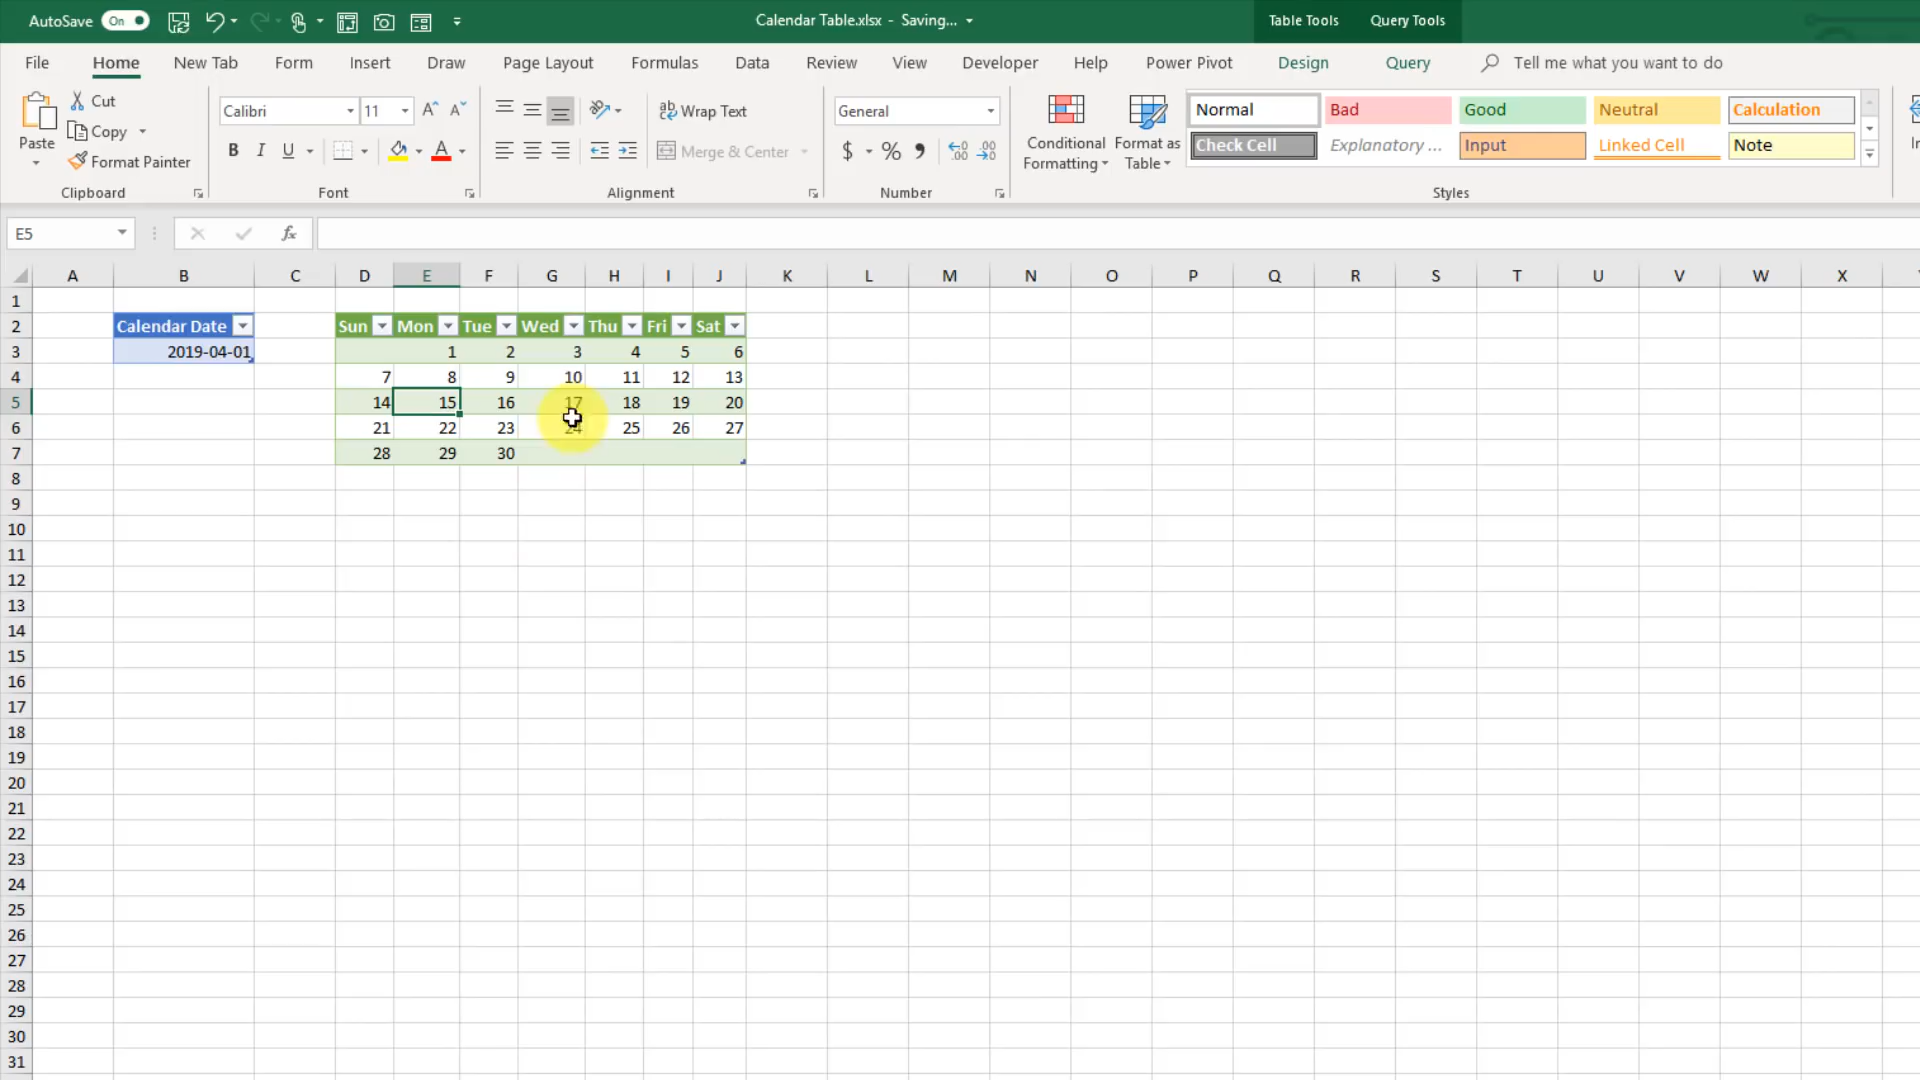 AutoSave On Calendar Table.xlsx - Saving... Table Tools Query Tools
File Home New Tab Form Insert Draw Page Layout Formulas Data Review View Developer Help Power Pivot Design Query Tell me what you want to do
Paste
Cut
Copy
Format Painter
Clipboard
Calibri 11
B I U
Font
Wrap Text
Merge & Center
Alignment
General
$ % ,
Number
Conditional Formatting
Format as Table
Normal Bad Good Neutral Calculation
Check Cell Explanatory ... Input Linked Cell Note
Styles
E5 fx
A B C D E F G H I J K L M N O P Q R S T U V W X
1
2 Calendar Date Sun Mon Tue Wed Thu Fri Sat
3 2019-04-01 1 2 3 4 5 6
4 7 8 9 10 11 12 13
5 14 15 16 17 18 19 20
6 21 22 23 24 25 26 27
7 28 29 30
8
9
10
11
12
13
14
15
16
17
18
19
20
21
22
23
24
25
26
27
28
29
30
31